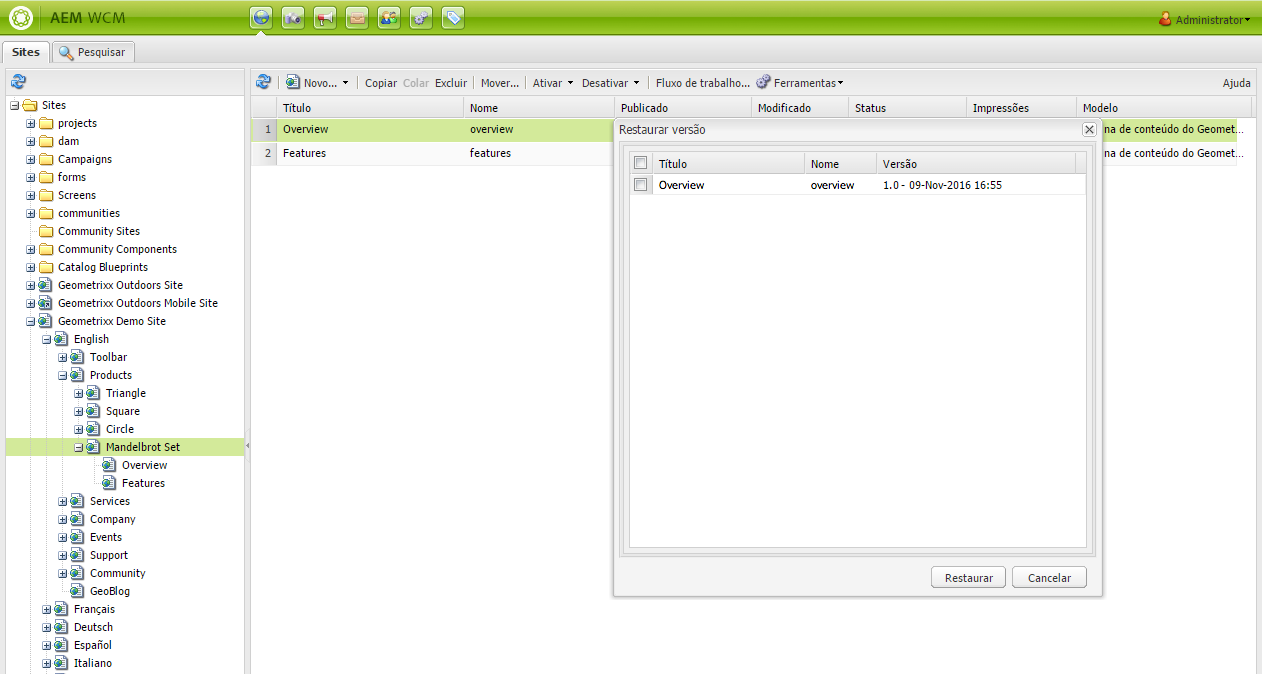 AEM WCM
Administrator
Sites
Pesquisar
Novo...
Copiar
Colar
Excluir
Mover...
Ativar
Desativar
Fluxo de trabalho...
Ferramentas
Ajuda
Sites
projects
dam
Campaigns
forms
Screens
communities
Community Sites
Community Components
Catalog Blueprints
Geometrixx Outdoors Site
Geometrixx Outdoors Mobile Site
Geometrixx Demo Site
English
Toolbar
Products
Triangle
Square
Circle
Mandelbrot Set
Overview
Features
Services
Company
Events
Support
Community
GeoBlog
Français
Deutsch
Español
Italiano
Título Nome Publicado Modificado Status Impressões Modelo
1 Overview overview na de conteúdo do Geomet...
2 Features features na de conteúdo do Geomet...
Restaurar versão
Título Nome Versão
Overview overview 1.0 - 09-Nov-2016 16:55
Restaurar
Cancelar